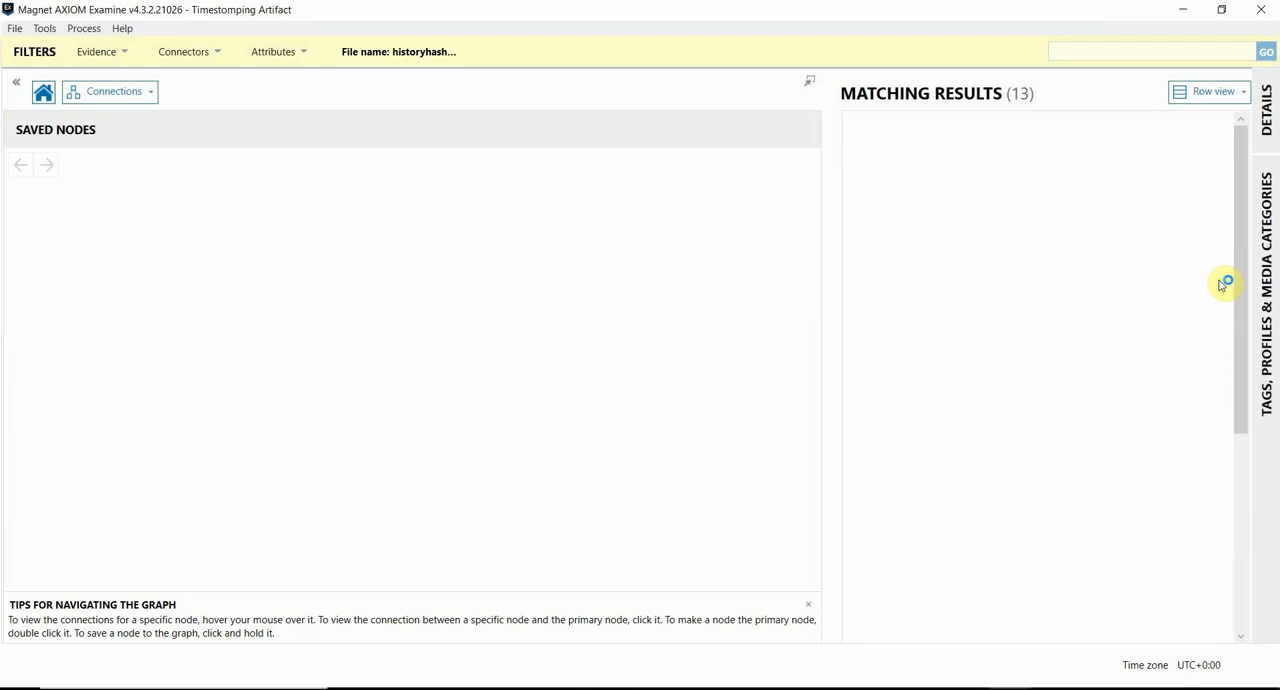 Magnet AXIOM Examine v4.3.2.21026 - Timestomping Artifact
File Tools Process Help
FILTERS Evidence Connectors Attributes File name: historyhash... GO
Connections
MATCHING RESULTS (13) Row view
SAVED NODES
DETAILS
TAGS, PROFILES & MEDIA CATEGORIES
TIPS FOR NAVIGATING THE GRAPH
To view the connections for a specific node, hover your mouse over it. To view the connection between a specific node and the primary node, click it. To make a node the primary node,
double click it. To save a node to the graph, click and hold it.
Time zone UTC+0:00